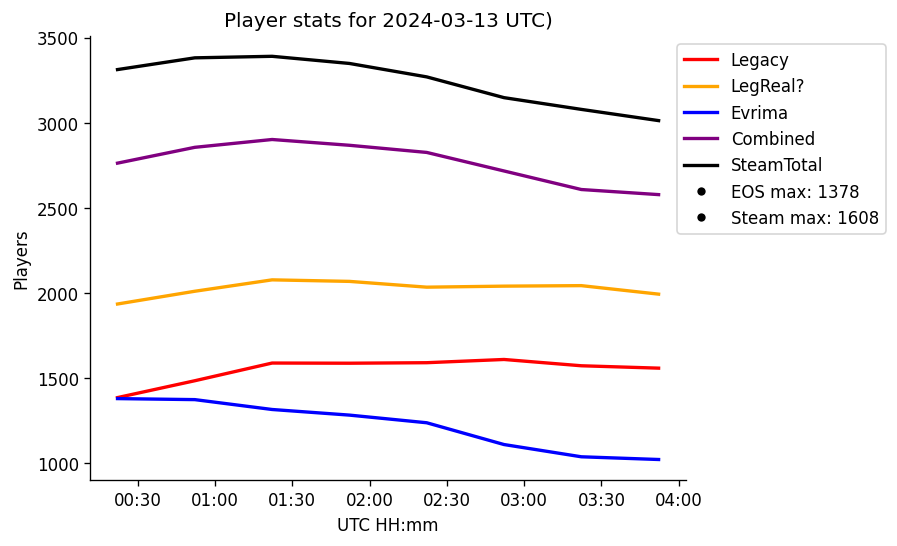 Player stats for 2024-03-13 UTC)
3500
3000
2500
2000
1500
1000
Players
00:30 01:00 01:30 02:00 02:30 03:00 03:30 04:00
UTC HH:mm
Legacy
LegReal?
Evrima
Combined
SteamTotal
EOS max: 1378
Steam max: 1608